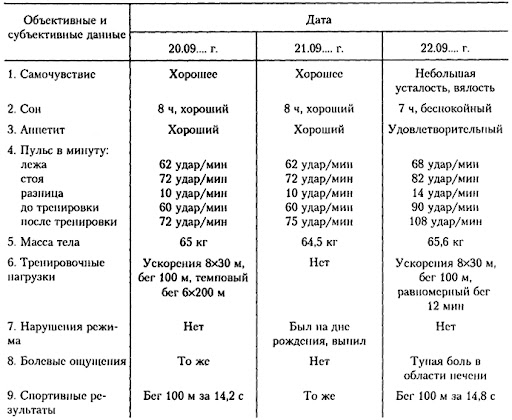 Объективные и субъективные данные | Дата
20.09.... г. | 21.09.... г. | 22.09.... г.
1. Самочувствие | Хорошее | Хорошее | Небольшая
усталость, вялость
2. Сон | 8 ч, хороший | 8 ч, хороший | 7 ч, беспокойный
3. Аппетит | Хороший | Хороший | Удовлетворительный
4. Пульс в минуту:
лежа | 62 удар/мин | 62 удар/мин | 68 удар/мин
стоя | 72 удар/мин | 72 удар/мин | 82 удар/мин
разница | 10 удар/мин | 10 удар/мин | 14 удар/мин
до тренировки | 60 удар/мин | 60 удар/мин | 90 удар/мин
после тренировки | 72 удар/мин | 75 удар/мин | 108 удар/мин
5. Масса тела | 65 кг | 64,5 кг | 65,6 кг
6. Тренировочные | Ускорения 8×30 м, | Нет | Ускорения 8×30 м,
нагрузки | бег 100 м, темповый | бег 100 м,
бег 6×200 м | равномерный бег
12 мин
7. Нарушения режи- | Нет | Был на дне | Нет
ма | рождения, выпил
8. Болевые ощущения | То же | Нет | Тупая боль в
области печени
9. Спортивные ре- | Бег 100 м за 14,2 с | То же | Бег 100 м за 14,8 с
зультаты